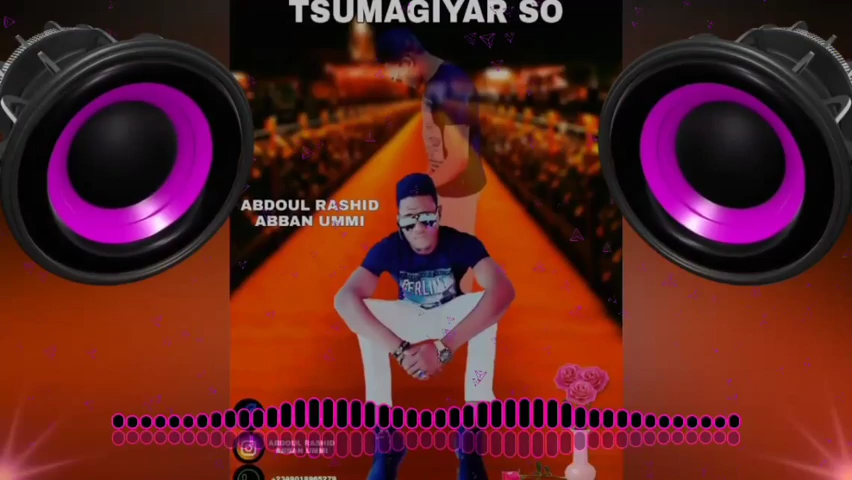 TSUMAGIYAR SO
ABDOUL RASHID
ABBAN UMMI
BERLIN
ABDOUL RASHID
ABBAN UMMI